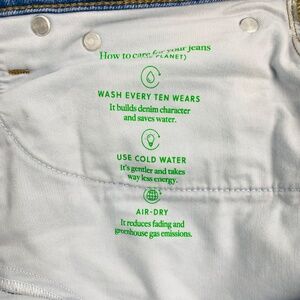 How to care for your jeans
PLANET)
WASH EVERY TEN WEARS
It builds denim character
and saves water.
USE COLD WATER
It's gentler and takes
way less energy.
AIR-DRY
It reduces fading and
greenhouse gas emissions.